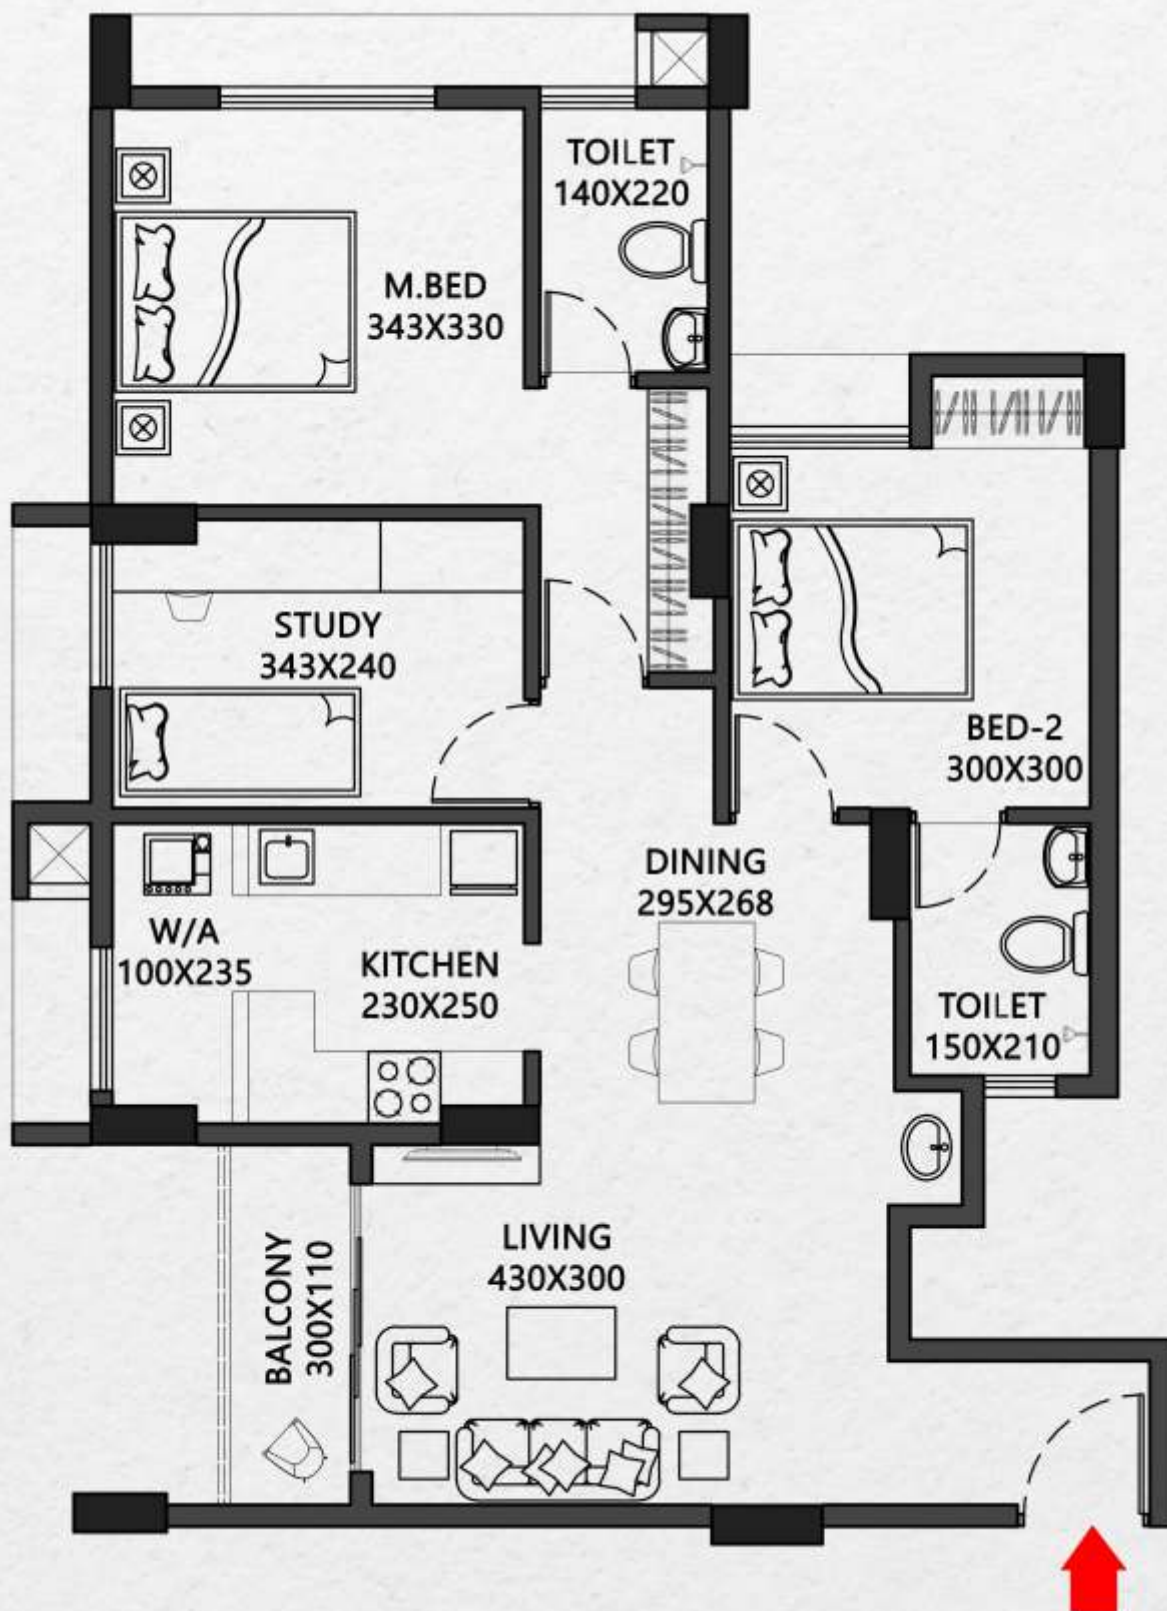 TOILET
140X220
M.BED
343X330
STUDY
343X240
BED-2
300X300
DINING
295X268
W/A
100X235
KITCHEN
230X250
TOILET
150X210
LIVING
430X300
BALCONY
300X110